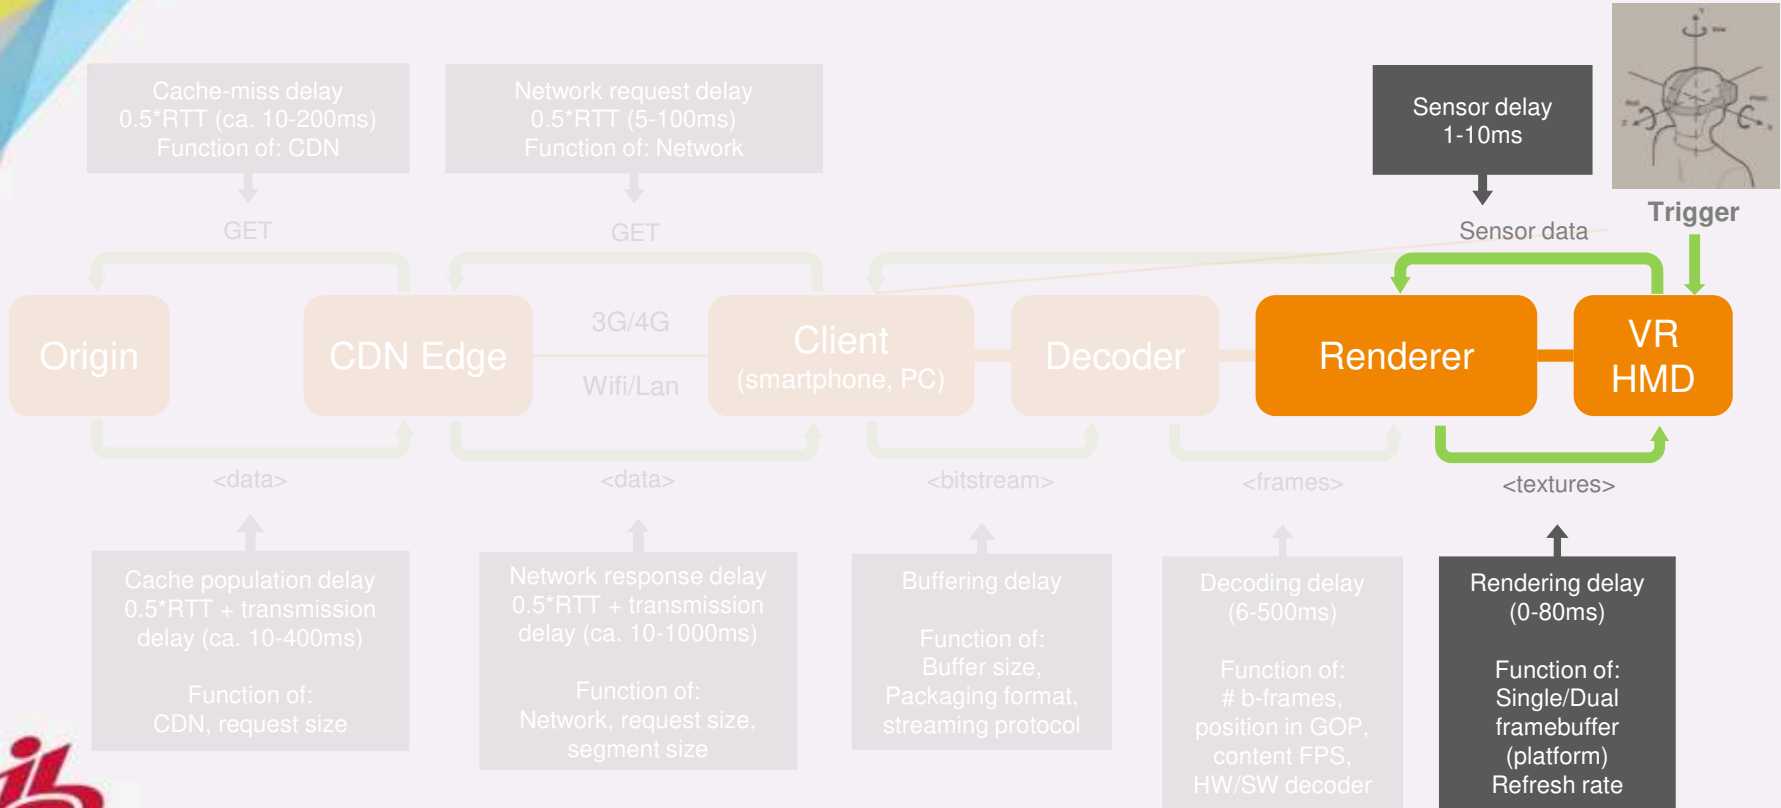 Cache-miss delay
0.5*RTT (ca. 10-200ms)
Function of: CDN
Network request delay
0.5*RTT (5-100ms)
Function of: Network
Sensor delay
1-10ms
Trigger
GET
GET
Sensor data
Origin
CDN Edge
3G/4G
Wifi/Lan
Client
(smartphone, PC)
Decoder
Renderer
VR
HMD
<data>
<data>
<bitstream>
<frames>
<textures>
Cache population delay
0.5*RTT + transmission
delay (ca. 10-400ms)
Function of:
CDN, request size
Network response delay
0.5*RTT + transmission
delay (ca. 10-1000ms)
Function of:
Network, request size,
segment size
Buffering delay
Function of:
Buffer size,
Packaging format,
streaming protocol
Decoding delay
(6-500ms)
Function of:
# b-frames,
position in GOP,
content FPS,
HW/SW decoder
Rendering delay
(0-80ms)
Function of:
Single/Dual
framebuffer
(platform)
Refresh rate